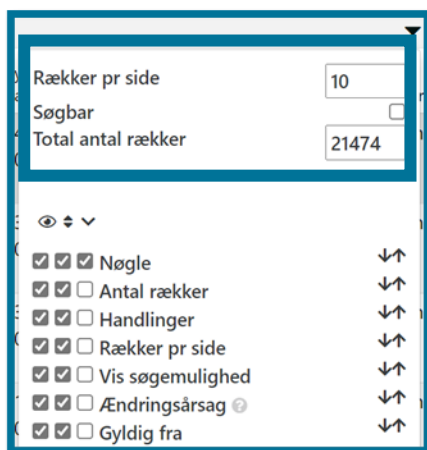 Rækker pr side 10
Søgbar
Total antal rækker 21474
Nøgle
Antal rækker
Handlinger
Rækker pr side
Vis søgemulighed
Ændringsårsag ?
Gyldig fra